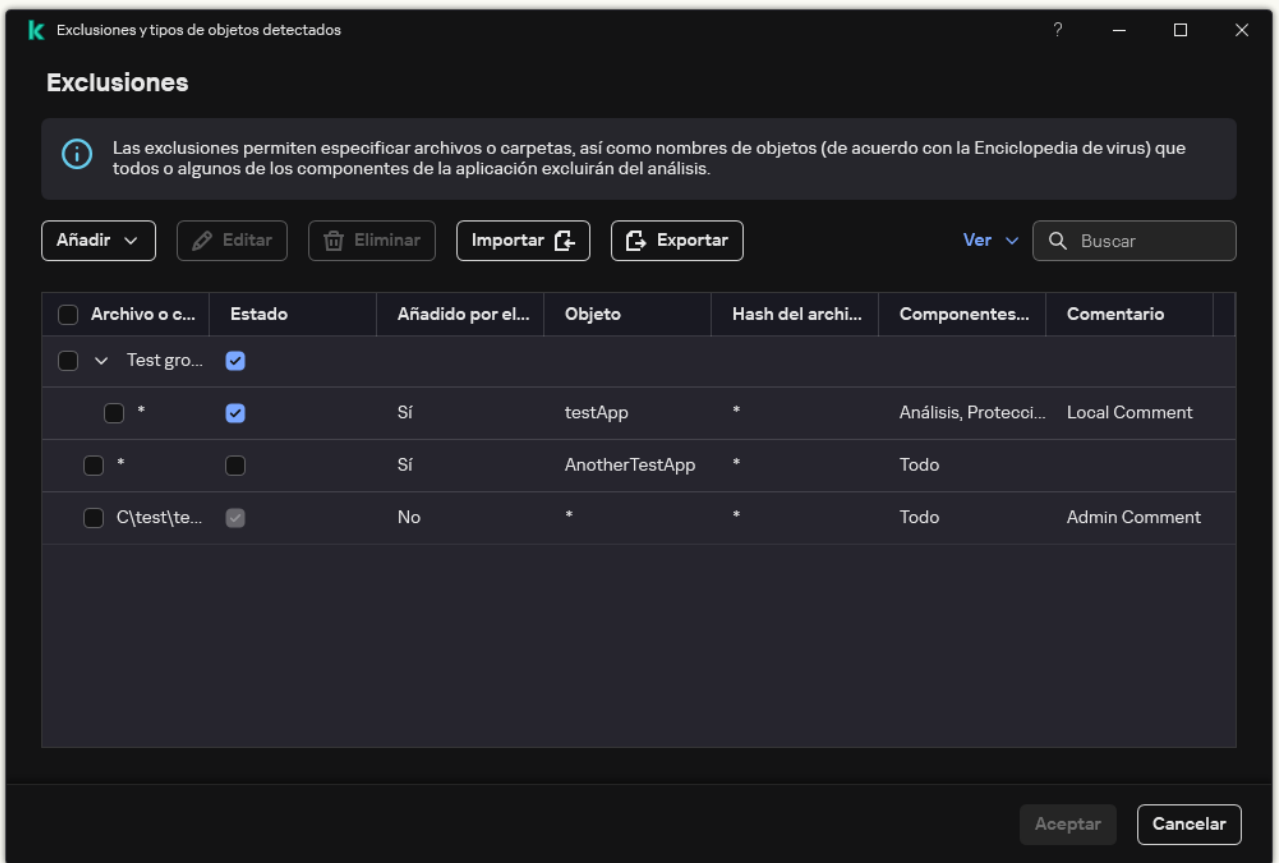 Exclusiones y tipos de objetos detectados
Exclusiones
Las exclusiones permiten especificar archivos o carpetas, así como nombres de objetos (de acuerdo con la Enciclopedia de virus) que
todos o algunos de los componentes de la aplicación excluirán del análisis.
Añadir Editar Eliminar Importar Exportar Ver Buscar
Archivo o c... Estado Añadido por el... Objeto Hash del archi... Componentes... Comentario
Test gro...
* Sí testApp * Análisis, Protecci... Local Comment
* Sí AnotherTestApp * Todo
C\test\te... No * * Todo Admin Comment
Aceptar Cancelar